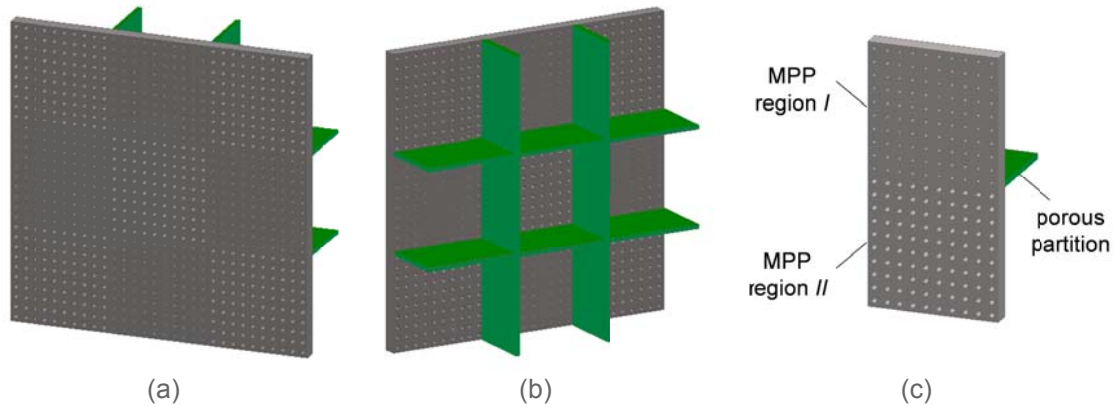 MPP
region I
MPP
region II
porous
partition
(a)
(b)
(c)